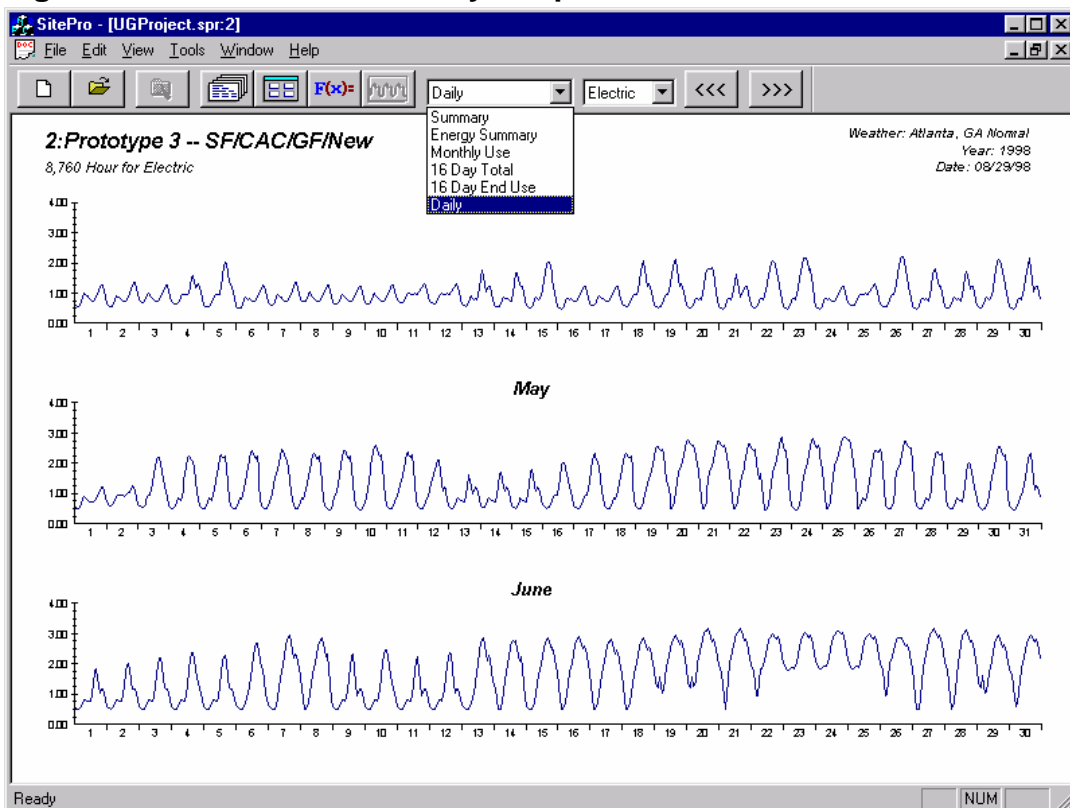 SitePro - [UGProject.spr:2]
File Edit View Tools Window Help
F(x)= Daily Electric <<< >>>
Summary
Energy Summary
Monthly Use
16 Day Total
16 Day End Use
Daily
2:Prototype 3 -- SF/CAC/GF/New
8,760 Hour for Electric
Weather: Atlanta, GA Normal
Year: 1998
Date: 08/29/98
4.00
3.00
2.00
1.00
0.00
1 2 3 4 5 6 7 8 9 10 11 12 13 14 15 16 17 18 19 20 21 22 23 24 25 26 27 28 29 30
May
4.00
3.00
2.00
1.00
0.00
1 2 3 4 5 6 7 8 9 10 11 12 13 14 15 16 17 18 19 20 21 22 23 24 25 26 27 28 29 30 31
June
4.00
3.00
2.00
1.00
0.00
1 2 3 4 5 6 7 8 9 10 11 12 13 14 15 16 17 18 19 20 21 22 23 24 25 26 27 28 29 30
Ready NUM